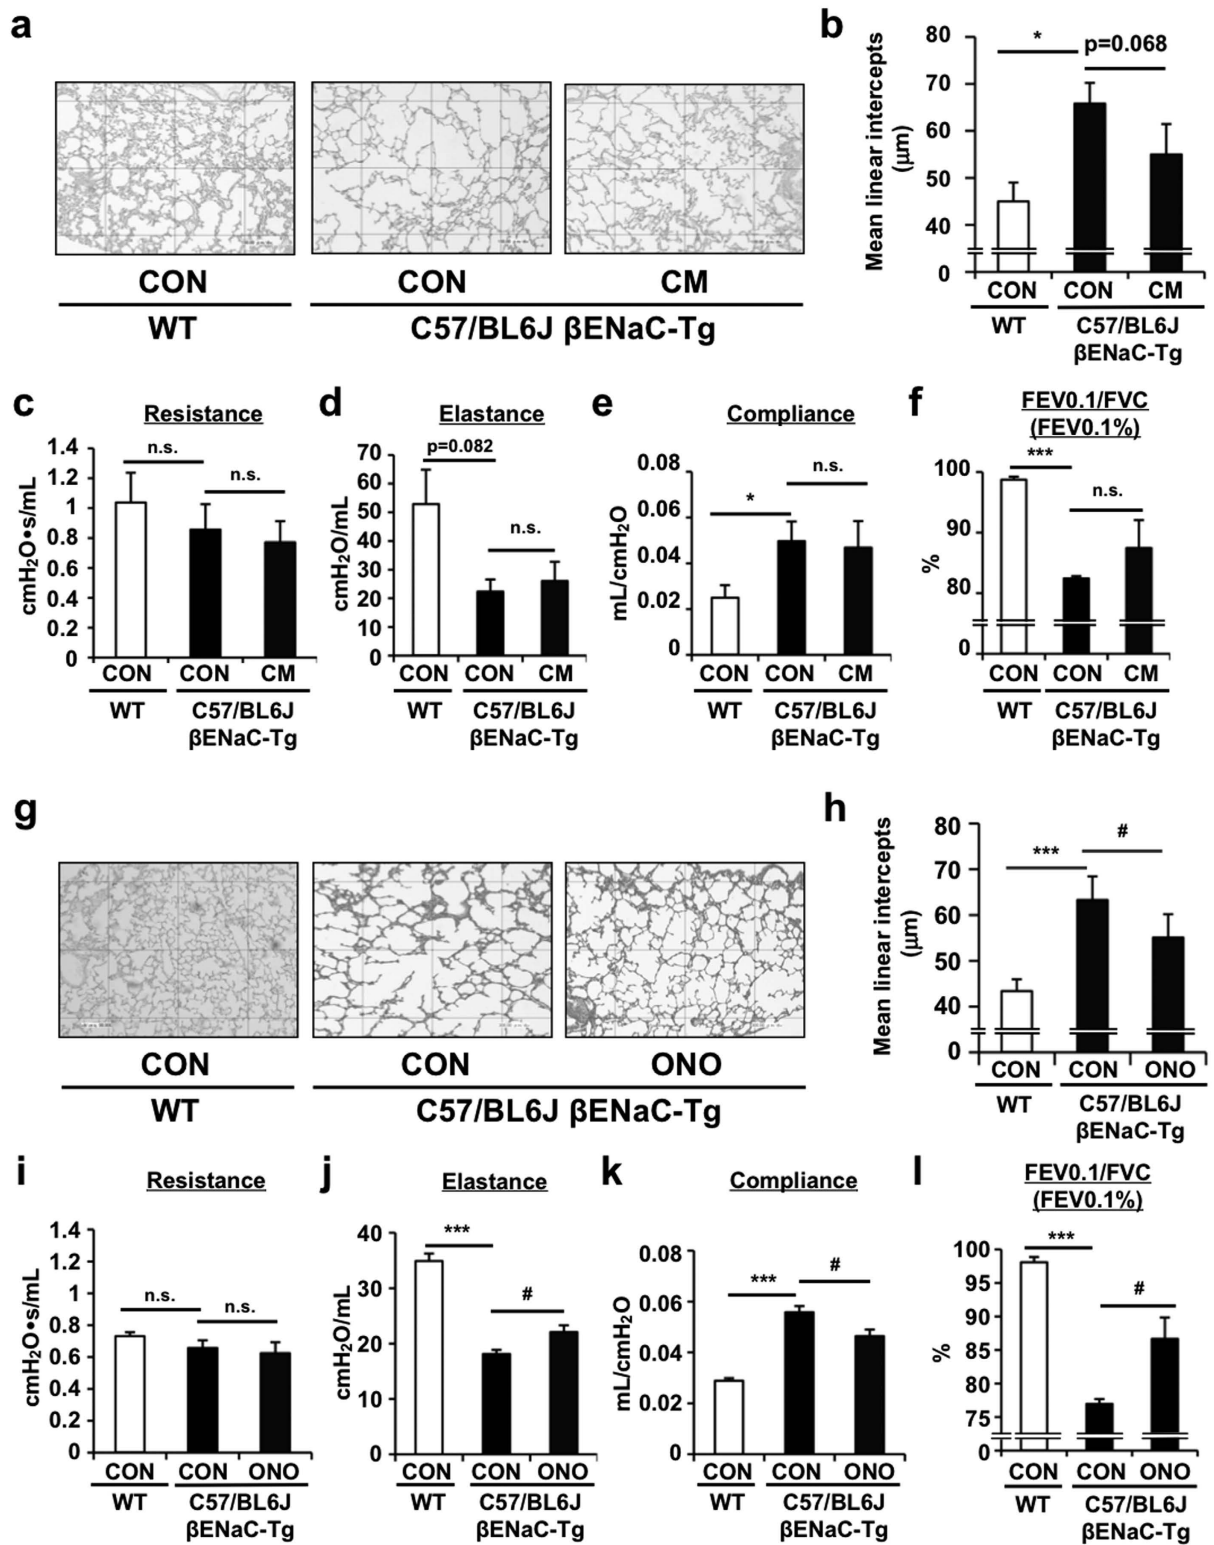 a
CON
CON
CM
WT
C57/BL6J βENaC-Tg
b
Mean linear intercepts
(μm)
80
70
60
50
40
0
*
p=0.068
CON
CON
CM
WT
C57/BL6J
βENaC-Tg
c
Resistance
cmH₂O•s/mL
1.4
1.2
1
0.8
0.6
0.4
0.2
0
n.s.
n.s.
CON
CON
CM
WT
C57/BL6J
βENaC-Tg
d
Elastance
cmH₂O/mL
70
60
50
40
30
20
10
0
p=0.082
n.s.
CON
CON
CM
WT
C57/BL6J
βENaC-Tg
e
Compliance
mL/cmH₂O
0.08
0.06
0.04
0.02
0
*
n.s.
CON
CON
CM
WT
C57/BL6J
βENaC-Tg
f
FEV0.1/FVC
(FEV0.1%)
%
100
90
80
0
***
n.s.
CON
CON
CM
WT
C57/BL6J
βENaC-Tg
g
CON
CON
ONO
WT
C57/BL6J βENaC-Tg
h
Mean linear intercepts
(μm)
80
70
60
50
40
0
***
#
CON
CON
ONO
WT
C57/BL6J
βENaC-Tg
i
Resistance
cmH₂O•s/mL
1.4
1.2
1
0.8
0.6
0.4
0.2
0
n.s.
n.s.
CON
CON
ONO
WT
C57/BL6J
βENaC-Tg
j
Elastance
cmH₂O/mL
40
30
20
10
0
***
#
CON
CON
ONO
WT
C57/BL6J
βENaC-Tg
k
Compliance
mL/cmH₂O
0.08
0.06
0.04
0.02
0
***
#
CON
CON
ONO
WT
C57/BL6J
βENaC-Tg
l
FEV0.1/FVC
(FEV0.1%)
%
100
95
90
85
80
75
0
***
#
CON
CON
ONO
WT
C57/BL6J
βENaC-Tg